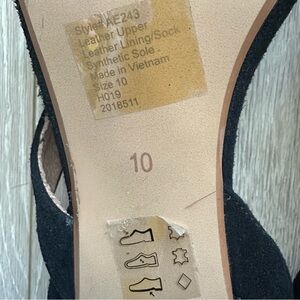 Style# AE243
Leather Upper
Leather Lining/Sock
Synthetic Sole -
Made in Vietnam
Size 10
H019
2018511
10